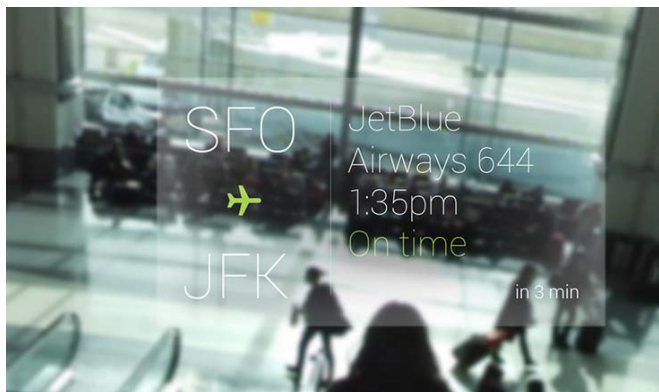 SFO
JFK
JetBlue
Airways 644
1:35pm
On time
in 3 min